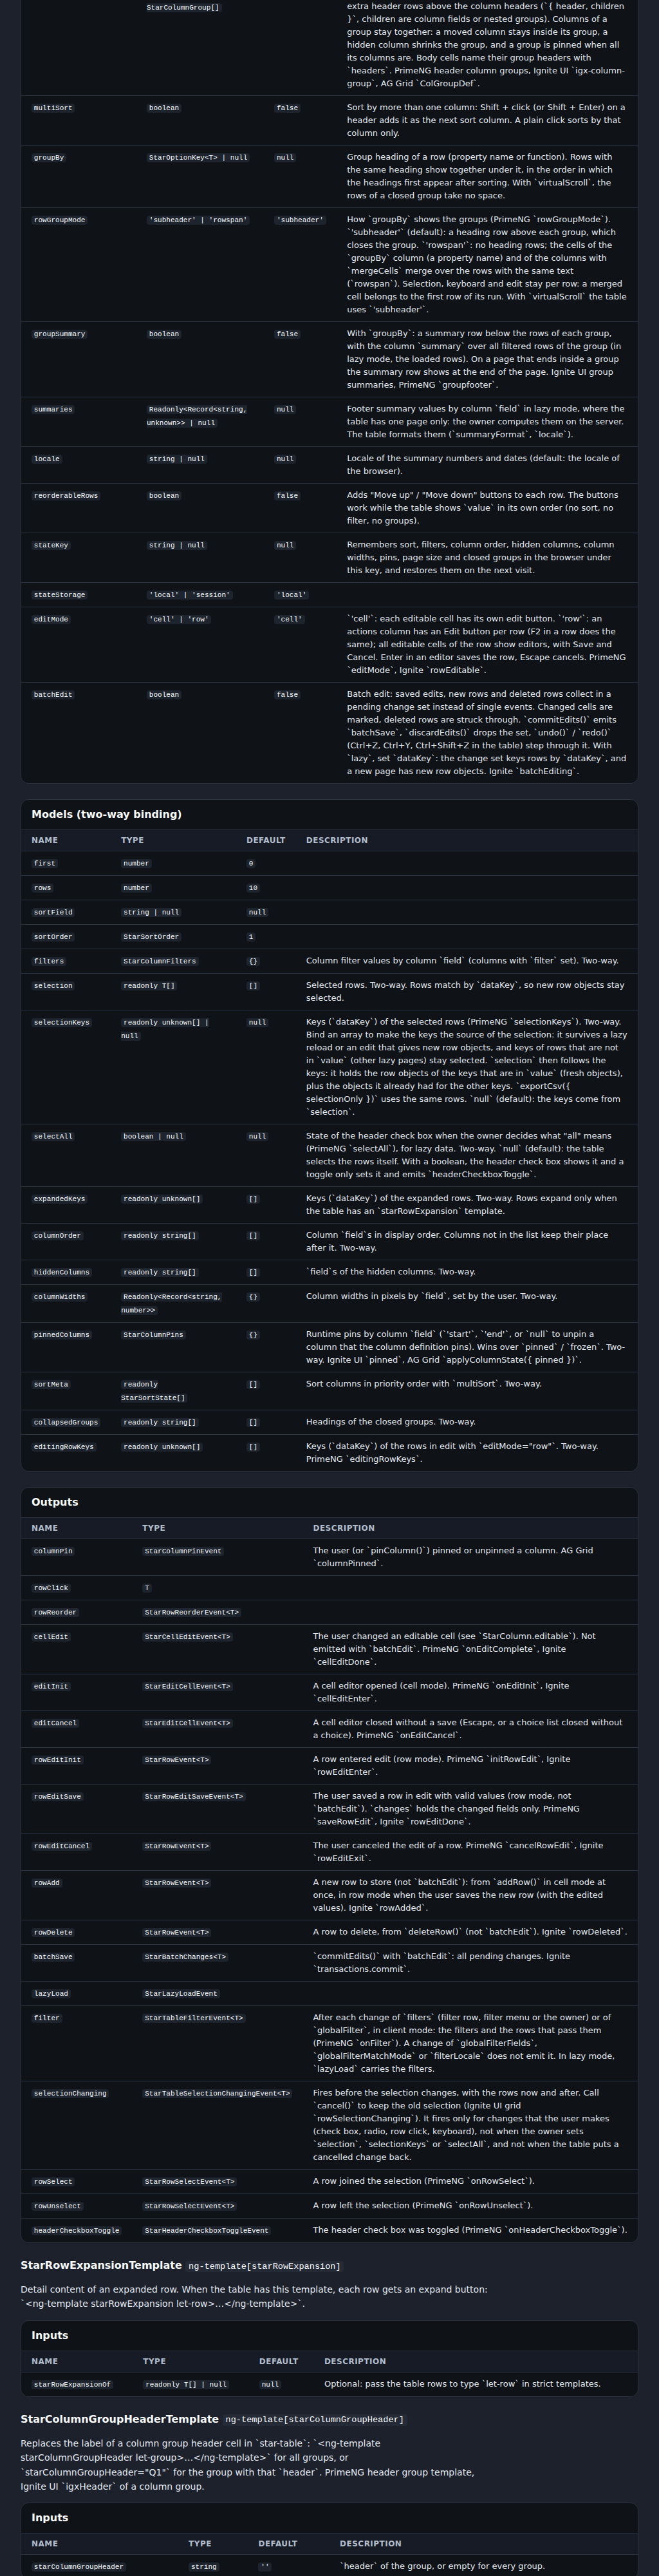 StarColumnGroup[]
extra header rows above the column headers (`{ header, children
}`, children are column fields or nested groups). Columns of a
group stay together: a moved column stays inside its group, a
hidden column shrinks the group, and a group is pinned when all
its columns are. Body cells name their group headers with
`headers`. PrimeNG header column groups, Ignite UI `igx-column-
group`, AG Grid `ColGroupDef`.
multiSort boolean false Sort by more than one column: Shift + click (or Shift + Enter) on a
header adds it as the next sort column. A plain click sorts by that
column only.
groupBy StarOptionKey<T> | null null Group heading of a row (property name or function). Rows with
the same heading show together under it, in the order in which
the headings first appear after sorting. With `virtualScroll`, the
rows of a closed group take no space.
rowGroupMode 'subheader' | 'rowspan' 'subheader' How `groupBy` shows the groups (PrimeNG `rowGroupMode`).
`'subheader'` (default): a heading row above each group, which
closes the group. `'rowspan'`: no heading rows; the cells of the
`groupBy` column (a property name) and of the columns with
`mergeCells` merge over the rows with the same text
(`rowspan`). Selection, keyboard and edit stay per row: a merged
cell belongs to the first row of its run. With `virtualScroll` the table
uses `'subheader'`.
groupSummary boolean false With `groupBy`: a summary row below the rows of each group,
with the column `summary` over all filtered rows of the group (in
lazy mode, the loaded rows). On a page that ends inside a group
the summary row shows at the end of the page. Ignite UI group
summaries, PrimeNG `groupfooter`.
summaries Readonly<Record<string, null Footer summary values by column `field` in lazy mode, where the
unknown>> | null table has one page only: the owner computes them on the server.
The table formats them (`summaryFormat`, `locale`).
locale string | null null Locale of the summary numbers and dates (default: the locale of
the browser).
reorderableRows boolean false Adds "Move up" / "Move down" buttons to each row. The buttons
work while the table shows `value` in its own order (no sort, no
filter, no groups).
stateKey string | null null Remembers sort, filters, column order, hidden columns, column
widths, pins, page size and closed groups in the browser under
this key, and restores them on the next visit.
stateStorage 'local' | 'session' 'local'
editMode 'cell' | 'row' 'cell' `'cell'`: each editable cell has its own edit button. `'row'`: an
actions column has an Edit button per row (F2 in a row does the
same); all editable cells of the row show editors, with Save and
Cancel. Enter in an editor saves the row, Escape cancels. PrimeNG
`editMode`, Ignite `rowEditable`.
batchEdit boolean false Batch edit: saved edits, new rows and deleted rows collect in a
pending change set instead of single events. Changed cells are
marked, deleted rows are struck through. `commitEdits()` emits
`batchSave`, `discardEdits()` drops the set, `undo()` / `redo()`
(Ctrl+Z, Ctrl+Y, Ctrl+Shift+Z in the table) step through it. With
`lazy`, set `dataKey`: the change set keys rows by `dataKey`, and
a new page has new row objects. Ignite `batchEditing`.
Models (two-way binding)
NAME TYPE DEFAULT DESCRIPTION
first number 0
rows number 10
sortField string | null null
sortOrder StarSortOrder 1
filters StarColumnFilters {} Column filter values by column `field` (columns with `filter` set). Two-way.
selection readonly T[] [] Selected rows. Two-way. Rows match by `dataKey`, so new row objects stay
selected.
selectionKeys readonly unknown[] | null Keys (`dataKey`) of the selected rows (PrimeNG `selectionKeys`). Two-way.
null Bind an array to make the keys the source of the selection: it survives a lazy
reload or an edit that gives new row objects, and keys of rows that are not
in `value` (other lazy pages) stay selected. `selection` then follows the
keys: it holds the row objects of the keys that are in `value` (fresh objects),
plus the objects it already had for the other keys. `exportCsv({
selectionOnly })` uses the same rows. `null` (default): the keys come from
`selection`.
selectAll boolean | null null State of the header check box when the owner decides what "all" means
(PrimeNG `selectAll`), for lazy data. Two-way. `null` (default): the table
selects the rows itself. With a boolean, the header check box shows it and a
toggle only sets it and emits `headerCheckboxToggle`.
expandedKeys readonly unknown[] [] Keys (`dataKey`) of the expanded rows. Two-way. Rows expand only when
the table has an `starRowExpansion` template.
columnOrder readonly string[] [] Column `field`s in display order. Columns not in the list keep their place
after it. Two-way.
hiddenColumns readonly string[] [] `field`s of the hidden columns. Two-way.
columnWidths Readonly<Record<string, {} Column widths in pixels by `field`, set by the user. Two-way.
number>>
pinnedColumns StarColumnPins {} Runtime pins by column `field` (`'start'`, `'end'`, or `null` to unpin a
column that the column definition pins). Wins over `pinned` / `frozen`. Two-
way. Ignite UI `pinned`, AG Grid `applyColumnState({ pinned })`.
sortMeta readonly [] Sort columns in priority order with `multiSort`. Two-way.
StarSortState[]
collapsedGroups readonly string[] [] Headings of the closed groups. Two-way.
editingRowKeys readonly unknown[] [] Keys (`dataKey`) of the rows in edit with `editMode="row"`. Two-way.
PrimeNG `editingRowKeys`.
Outputs
NAME TYPE DESCRIPTION
columnPin StarColumnPinEvent The user (or `pinColumn()`) pinned or unpinned a column. AG Grid
`columnPinned`.
rowClick T
rowReorder StarRowReorderEvent<T>
cellEdit StarCellEditEvent<T> The user changed an editable cell (see `StarColumn.editable`). Not
emitted with `batchEdit`. PrimeNG `onEditComplete`, Ignite
`cellEditDone`.
editInit StarEditCellEvent<T> A cell editor opened (cell mode). PrimeNG `onEditInit`, Ignite
`cellEditEnter`.
editCancel StarEditCellEvent<T> A cell editor closed without a save (Escape, or a choice list closed without
a choice). PrimeNG `onEditCancel`.
rowEditInit StarRowEvent<T> A row entered edit (row mode). PrimeNG `initRowEdit`, Ignite
`rowEditEnter`.
rowEditSave StarRowEditSaveEvent<T> The user saved a row in edit with valid values (row mode, not
`batchEdit`). `changes` holds the changed fields only. PrimeNG
`saveRowEdit`, Ignite `rowEditDone`.
rowEditCancel StarRowEvent<T> The user canceled the edit of a row. PrimeNG `cancelRowEdit`, Ignite
`rowEditExit`.
rowAdd StarRowEvent<T> A new row to store (not `batchEdit`): from `addRow()` in cell mode at
once, in row mode when the user saves the new row (with the edited
values). Ignite `rowAdded`.
rowDelete StarRowEvent<T> A row to delete, from `deleteRow()` (not `batchEdit`). Ignite `rowDeleted`.
batchSave StarBatchChanges<T> `commitEdits()` with `batchEdit`: all pending changes. Ignite
`transactions.commit`.
lazyLoad StarLazyLoadEvent
filter StarTableFilterEvent<T> After each change of `filters` (filter row, filter menu or the owner) or of
`globalFilter`, in client mode: the filters and the rows that pass them
(PrimeNG `onFilter`). A change of `globalFilterFields`,
`globalFilterMatchMode` or `filterLocale` does not emit it. In lazy mode,
`lazyLoad` carries the filters.
selectionChanging StarTableSelectionChangingEvent<T> Fires before the selection changes, with the rows now and after. Call
`cancel()` to keep the old selection (Ignite UI grid
`rowSelectionChanging`). It fires only for changes that the user makes
(check box, radio, row click, keyboard), not when the owner sets
`selection`, `selectionKeys` or `selectAll`, and not when the table puts a
cancelled change back.
rowSelect StarRowSelectEvent<T> A row joined the selection (PrimeNG `onRowSelect`).
rowUnselect StarRowSelectEvent<T> A row left the selection (PrimeNG `onRowUnselect`).
headerCheckboxToggle StarHeaderCheckboxToggleEvent The header check box was toggled (PrimeNG `onHeaderCheckboxToggle`).
StarRowExpansionTemplate ng-template[starRowExpansion]
Detail content of an expanded row. When the table has this template, each row gets an expand button:
`<ng-template starRowExpansion let-row>…</ng-template>`.
Inputs
NAME TYPE DEFAULT DESCRIPTION
starRowExpansionOf readonly T[] | null null Optional: pass the table rows to type `let-row` in strict templates.
StarColumnGroupHeaderTemplate ng-template[starColumnGroupHeader]
Replaces the label of a column group header cell in `star-table`: `<ng-template
starColumnGroupHeader let-group>…</ng-template>` for all groups, or
`starColumnGroupHeader="Q1"` for the group with that `header`. PrimeNG header group template,
Ignite UI `igxHeader` of a column group.
Inputs
NAME TYPE DEFAULT DESCRIPTION
starColumnGroupHeader string '' `header` of the group, or empty for every group.